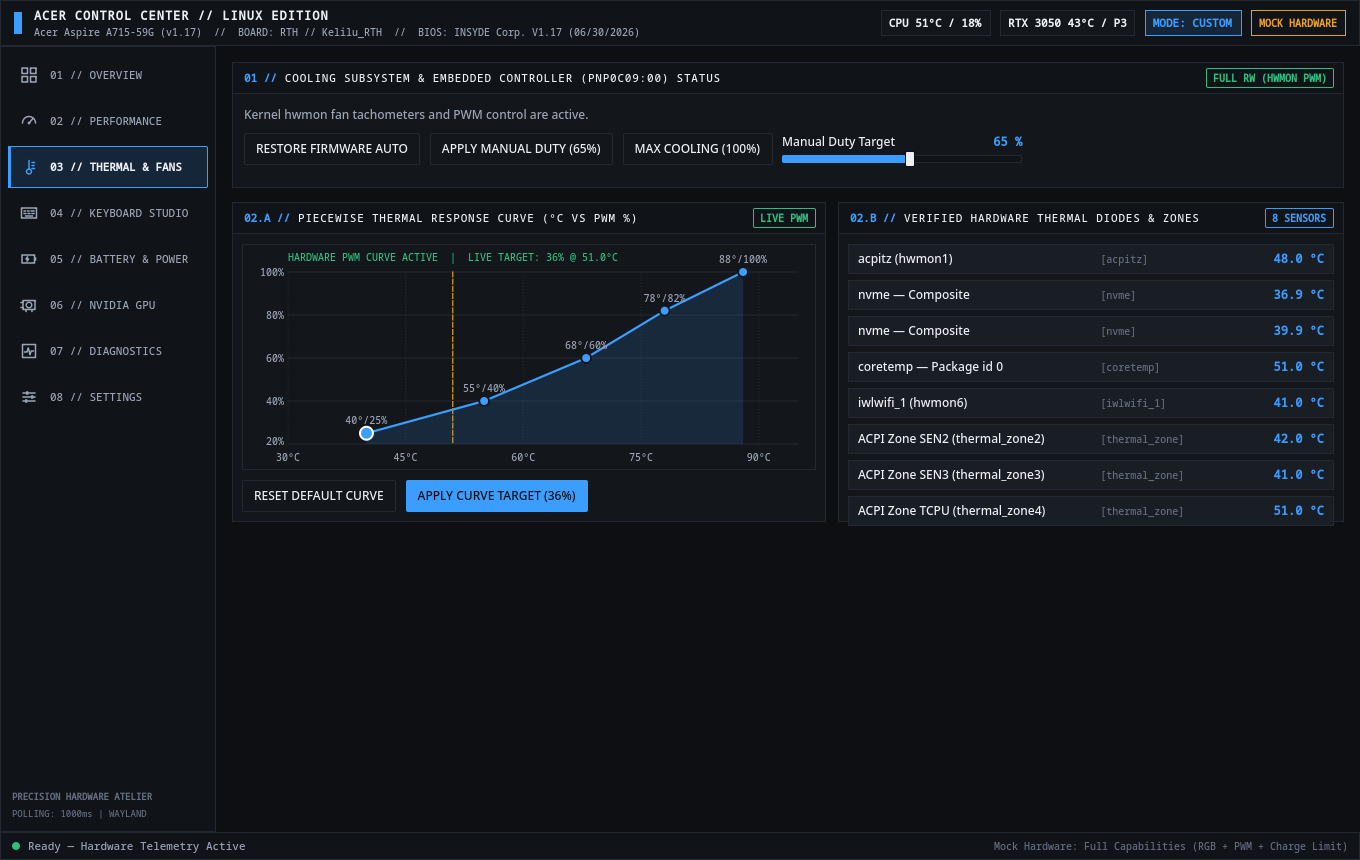 ACER CONTROL CENTER // LINUX EDITION
Acer Aspire A715-59G (v1.17) // BOARD: RTH // Kelilu_RTH // BIOS: INSYDE Corp. V1.17 (06/30/2026)
CPU 51°C / 18%
RTX 3050 43°C / P3
MODE: CUSTOM
MOCK HARDWARE
01 // OVERVIEW
02 // PERFORMANCE
03 // THERMAL & FANS
04 // KEYBOARD STUDIO
05 // BATTERY & POWER
06 // NVIDIA GPU
07 // DIAGNOSTICS
08 // SETTINGS
PRECISION HARDWARE ATELIER
POLLING: 1000ms | WAYLAND
01 // COOLING SUBSYSTEM & EMBEDDED CONTROLLER (PNP0C09:00) STATUS
FULL RW (HWMON PWM)
Kernel hwmon fan tachometers and PWM control are active.
RESTORE FIRMWARE AUTO
APPLY MANUAL DUTY (65%)
MAX COOLING (100%)
Manual Duty Target
65 %
02.A // PIECEWISE THERMAL RESPONSE CURVE (°C VS PWM %)
LIVE PWM
HARDWARE PWM CURVE ACTIVE | LIVE TARGET: 36% @ 51.0°C
88°/100%
100%
78°/82%
80%
68°/60%
60%
55°/40%
40%
40°/25%
20%
30°C
45°C
60°C
75°C
90°C
RESET DEFAULT CURVE
APPLY CURVE TARGET (36%)
02.B // VERIFIED HARDWARE THERMAL DIODES & ZONES
8 SENSORS
acpitz (hwmon1) [acpitz] 48.0 °C
nvme — Composite [nvme] 36.9 °C
nvme — Composite [nvme] 39.9 °C
coretemp — Package id 0 [coretemp] 51.0 °C
iwlwifi_1 (hwmon6) [iwlwifi_1] 41.0 °C
ACPI Zone SEN2 (thermal_zone2) [thermal_zone] 42.0 °C
ACPI Zone SEN3 (thermal_zone3) [thermal_zone] 41.0 °C
ACPI Zone TCPU (thermal_zone4) [thermal_zone] 51.0 °C
Ready — Hardware Telemetry Active
Mock Hardware: Full Capabilities (RGB + PWM + Charge Limit)